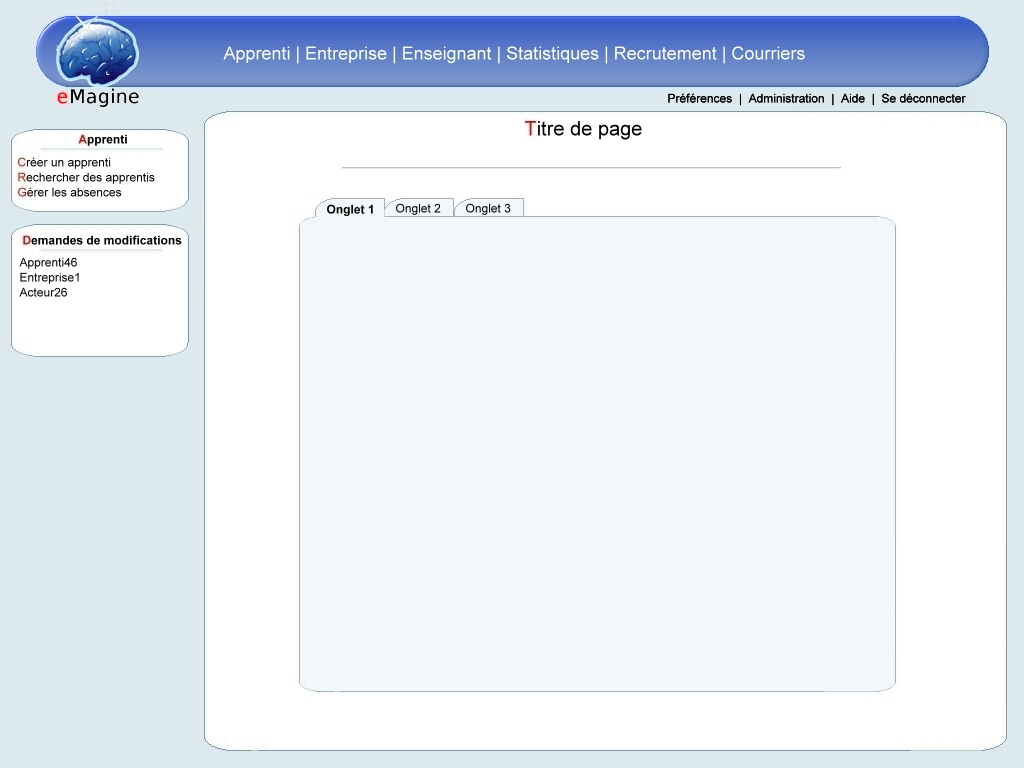 Apprenti | Entreprise | Enseignant | Statistiques | Recrutement | Courriers
eMagine
Préférences | Administration | Aide | Se déconnecter
Apprenti
Créer un apprenti
Rechercher des apprentis
Gérer les absences
Demandes de modifications
Apprenti46
Entreprise1
Acteur26
Titre de page
Onglet 1 Onglet 2 Onglet 3